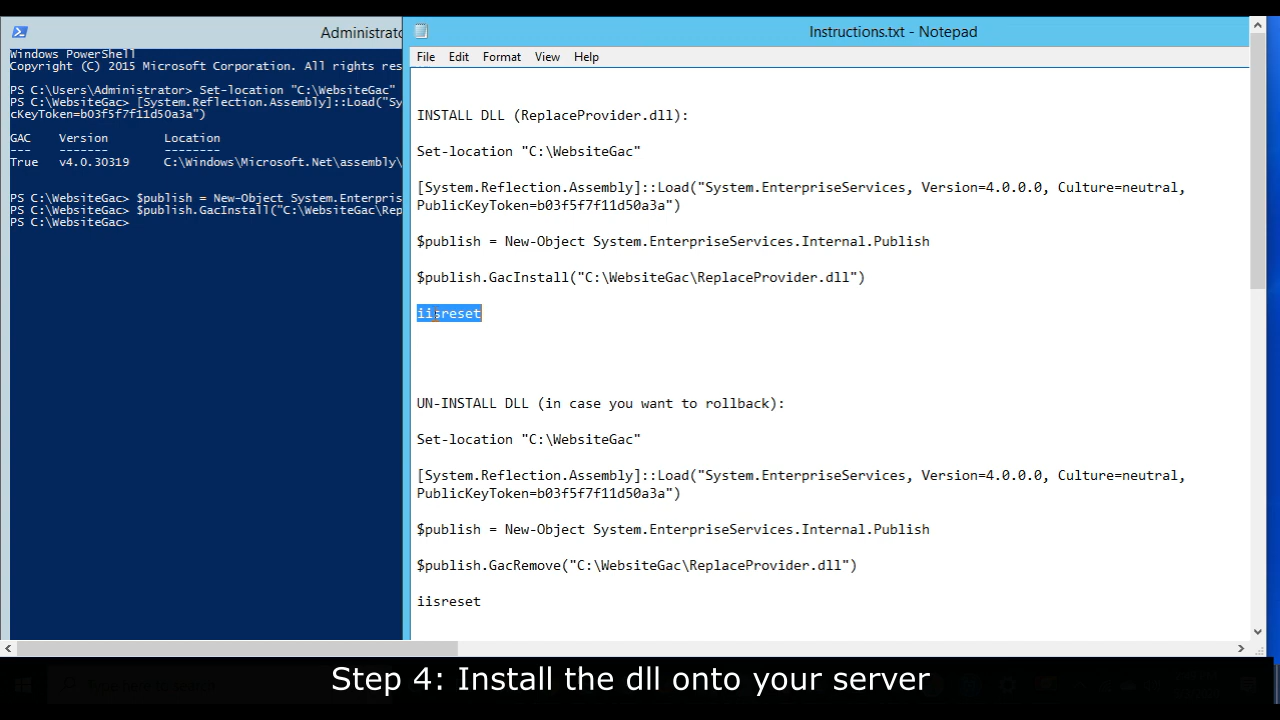 Administrato
Windows PowerShell
Copyright (C) 2015 Microsoft Corporation. All rights res
PS C:\Users\Administrator> Set-location "C:\WebsiteGac"
PS C:\WebsiteGac> [System.Reflection.Assembly]::Load("Sy
cKeyToken=b03f5f7f11d50a3a")
GAC Version Location
--- ------- --------
True v4.0.30319 C:\Windows\Microsoft.Net\assembly\
PS C:\WebsiteGac> $publish = New-Object System.Enterpris
PS C:\WebsiteGac> $publish.GacInstall("C:\WebsiteGac\Rep
PS C:\WebsiteGac>
Instructions.txt - Notepad
File Edit Format View Help
INSTALL DLL (ReplaceProvider.dll):
Set-location "C:\WebsiteGac"
[System.Reflection.Assembly]::Load("System.EnterpriseServices, Version=4.0.0.0, Culture=neutral,
PublicKeyToken=b03f5f7f11d50a3a")
$publish = New-Object System.EnterpriseServices.Internal.Publish
$publish.GacInstall("C:\WebsiteGac\ReplaceProvider.dll")
iisreset
UN-INSTALL DLL (in case you want to rollback):
Set-location "C:\WebsiteGac"
[System.Reflection.Assembly]::Load("System.EnterpriseServices, Version=4.0.0.0, Culture=neutral,
PublicKeyToken=b03f5f7f11d50a3a")
$publish = New-Object System.EnterpriseServices.Internal.Publish
$publish.GacRemove("C:\WebsiteGac\ReplaceProvider.dll")
iisreset
Step 4: Install the dll onto your server